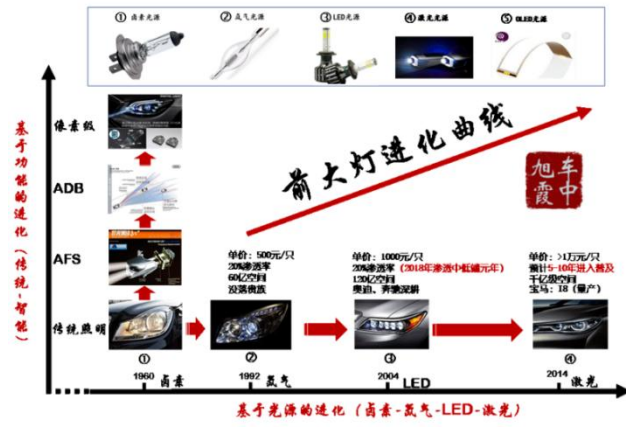 ① 卤素光源
② 氙气光源
③ LED光源
④ 激光光源
⑤ OLED光源
基于功能的进化(传统-智能)
像素级
ADB
AFS
传统照明
前大灯进化曲线
车中旭霞
单价:500元/只
20%渗透率
60亿空间
没落贵族
单价:1000元/只
20%渗透率(2018年渗透中低端元年)
120亿空间
奥迪、奔驰深耕
单价:>1万元/只
预计5-10年进入普及
千亿级空间
宝马:I8(量产)
①
②
③
④
1960 卤素
1992 氙气
2004 LED
2014 激光
基于光源的进化(卤素-氙气-LED-激光)